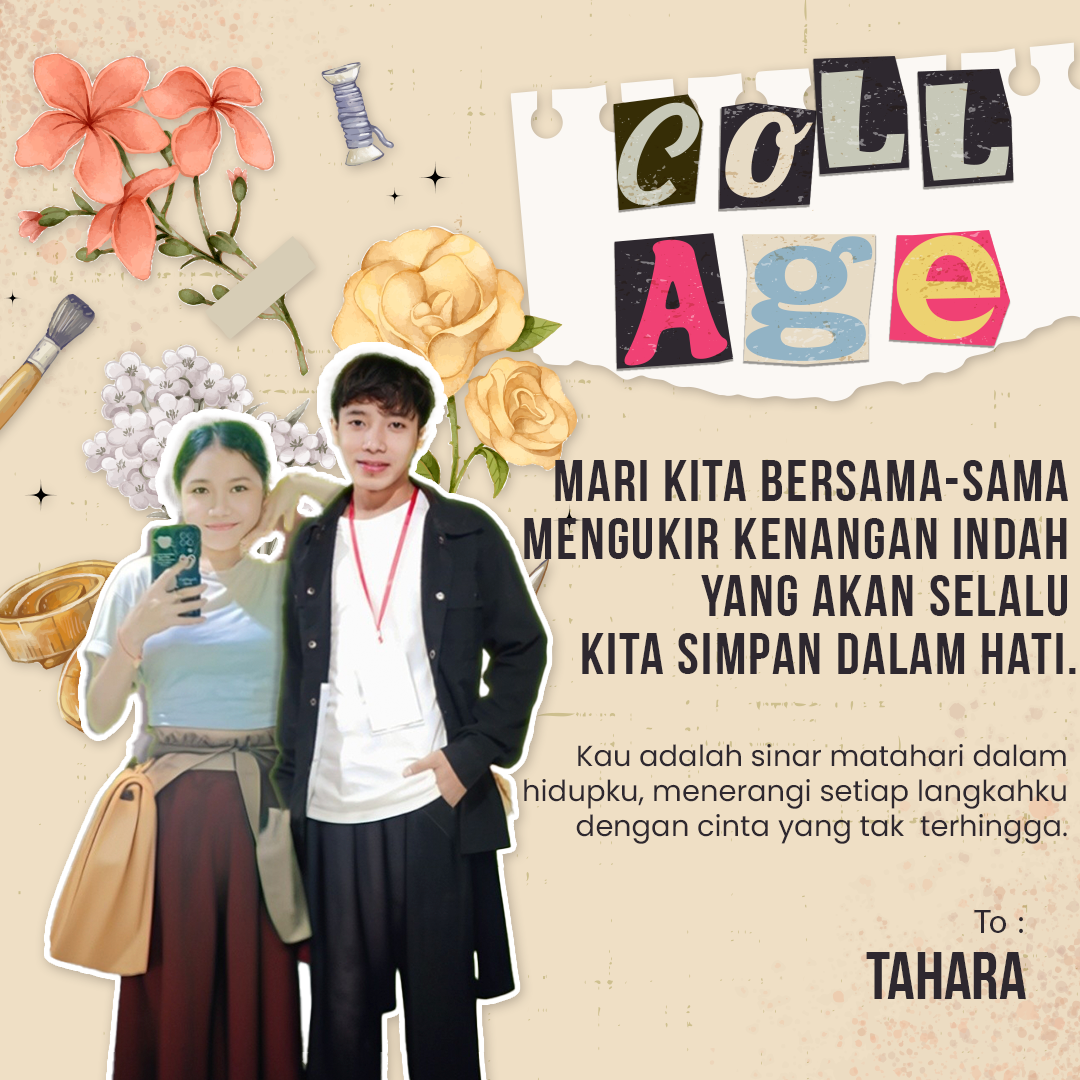 COLL
Age
MARI KITA BERSAMA-SAMA
MENGUKIR KENANGAN INDAH
YANG AKAN SELALU
KITA SIMPAN DALAM HATI.
Kau adalah sinar matahari dalam
hidupku, menerangi setiap langkahku
dengan cinta yang tak terhingga.
To :
TAHARA